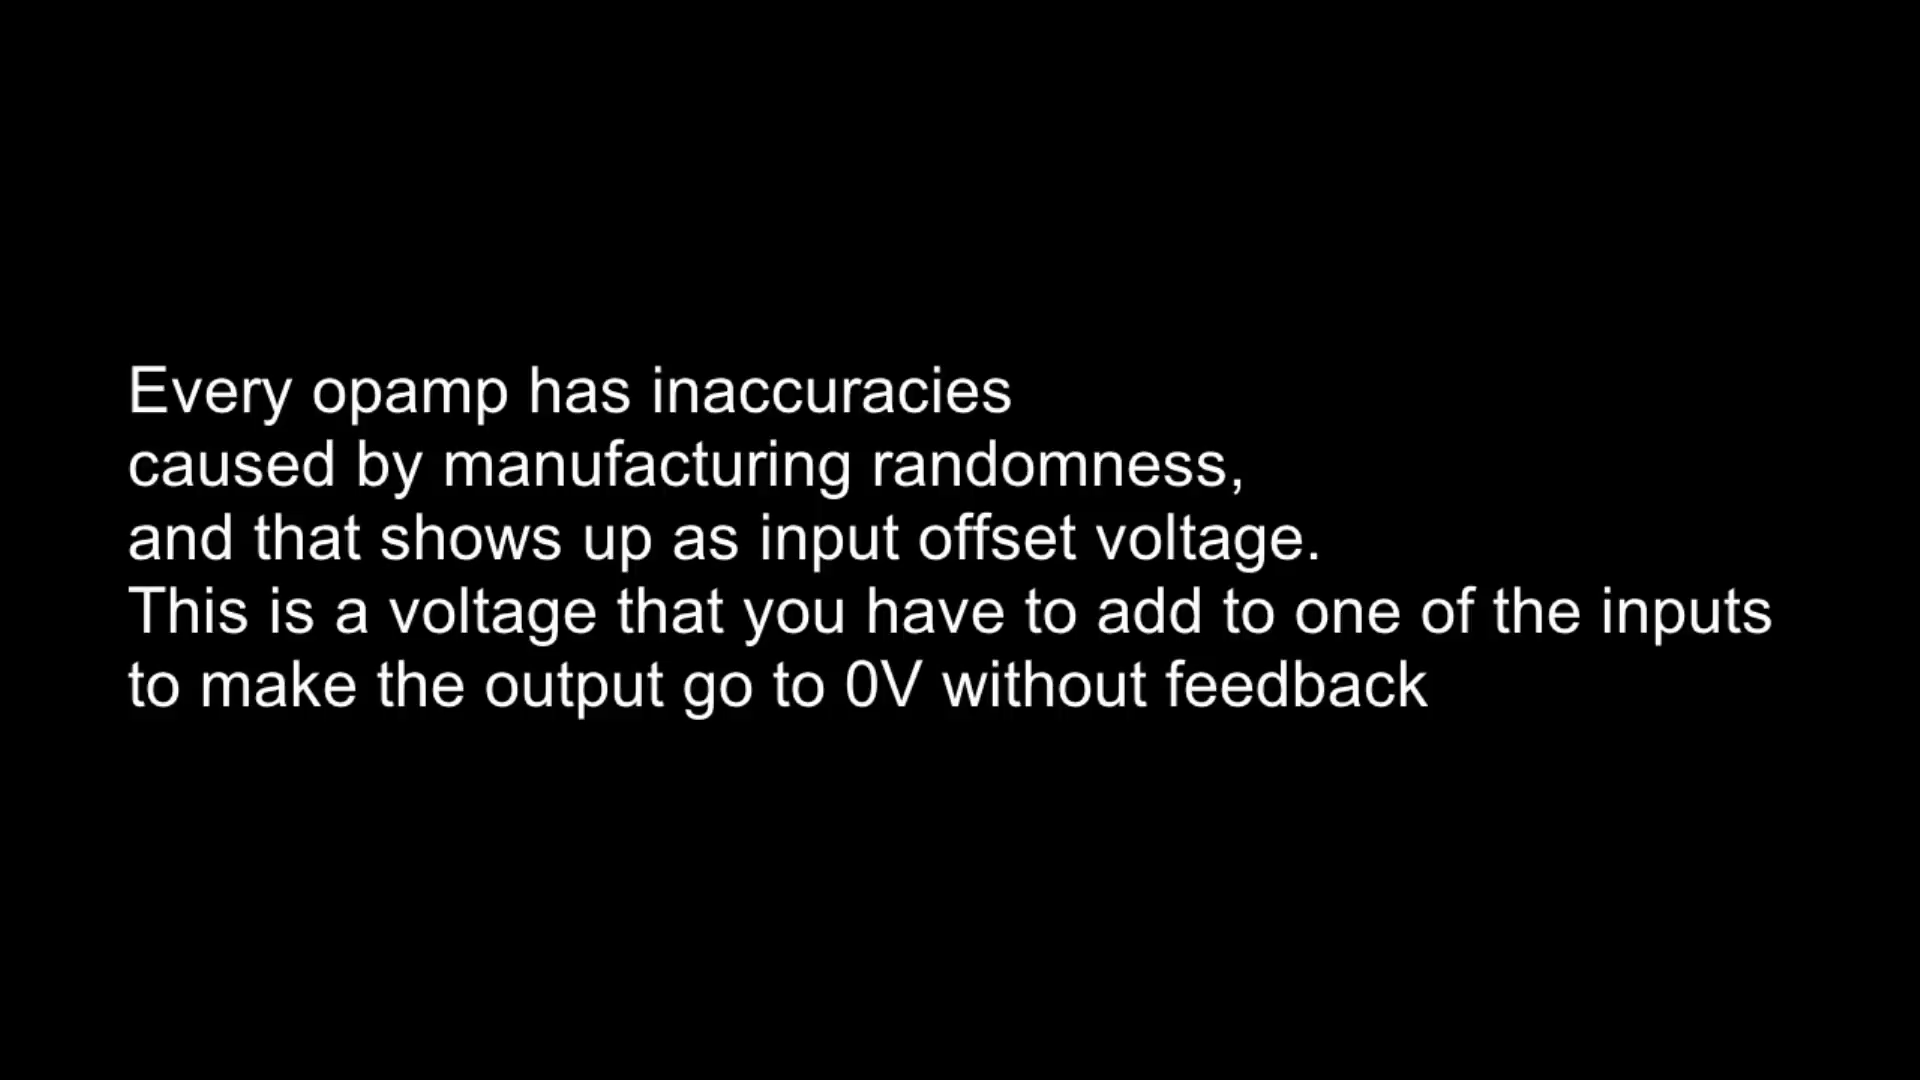 Every opamp has inaccuracies
caused by manufacturing randomness,
and that shows up as input offset voltage.
This is a voltage that you have to add to one of the inputs
to make the output go to 0V without feedback